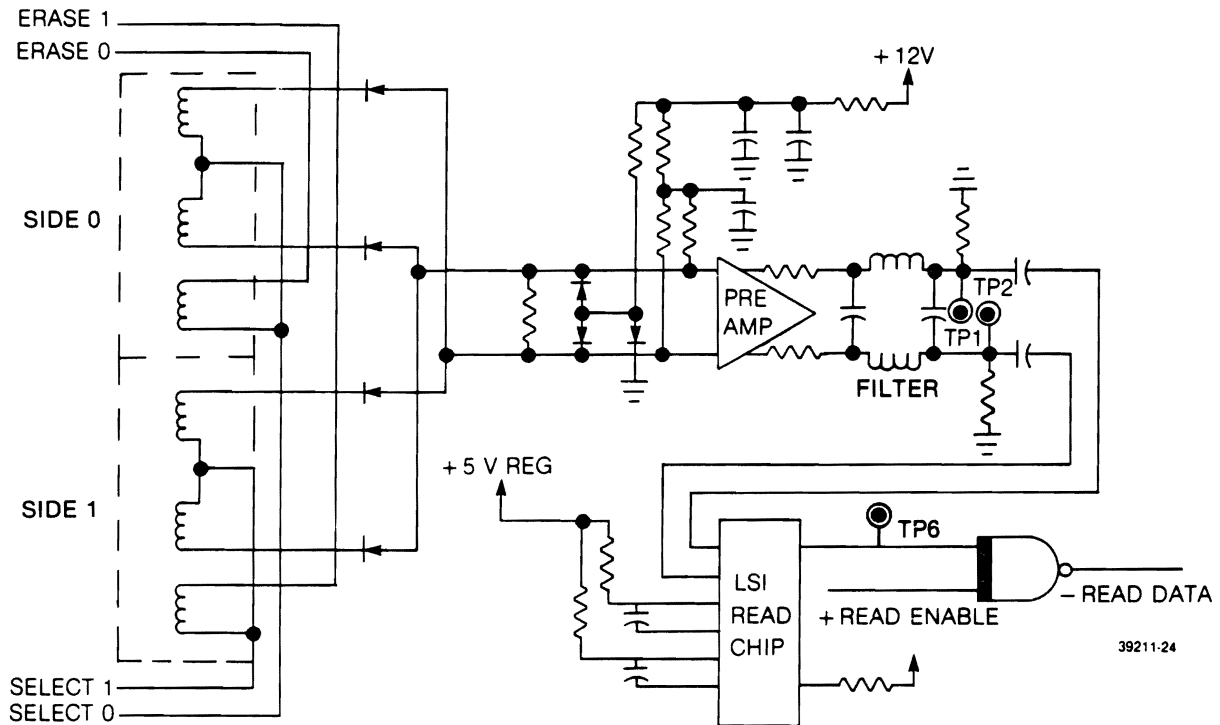 ERASE 1
ERASE 0
+ 12V
SIDE 0
PRE
AMP
TP2
TP1
FILTER
+ 5 V REG
SIDE 1
TP6
LSI
READ
CHIP
+ READ ENABLE
– READ DATA
39211-24
SELECT 1
SELECT 0